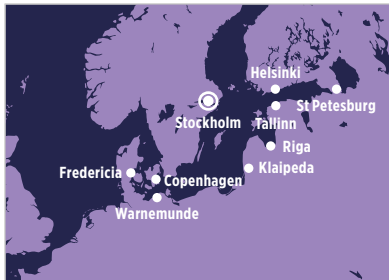 Helsinki
St Petesburg
Stockholm
Tallinn
Riga
Klaipeda
Fredericia
Copenhagen
Warnemunde